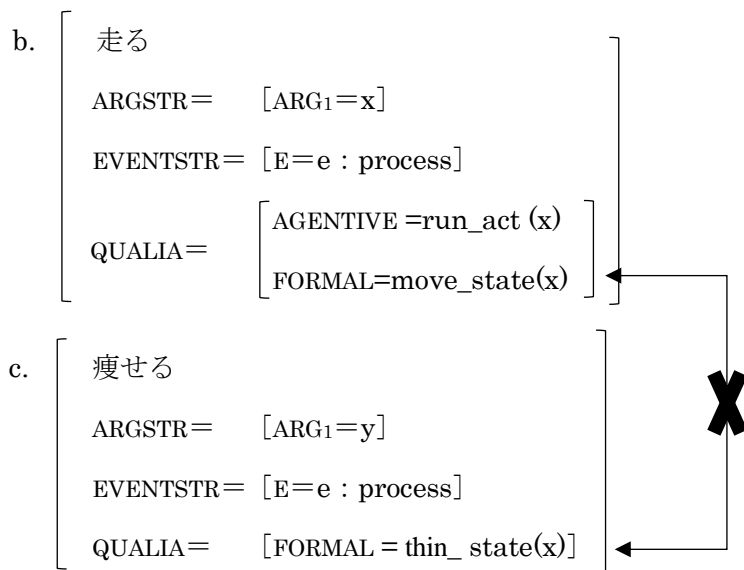 b. 走る
ARGSTR＝ [ARG1＝x]
EVENTSTR＝ [E＝e：process]
QUALIA＝
AGENTIVE =run_act (x)
FORMAL=move_state(x)
c. 痩せる
ARGSTR＝ [ARG1＝y]
EVENTSTR＝ [E＝e：process]
QUALIA＝ [FORMAL = thin_ state(x)]